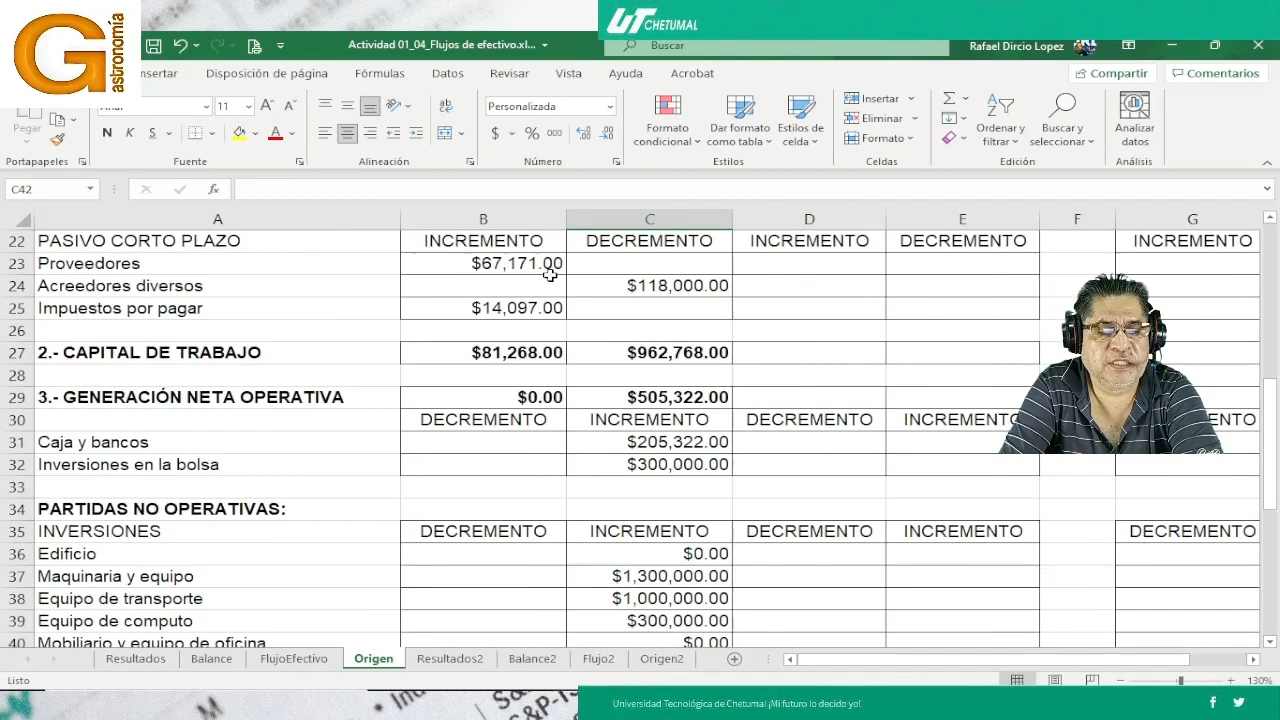 G astronomía
UT CHETUMAL
Actividad 01_04_Flujos de efectivo.xl...
Buscar
Rafael Dircio Lopez
nsertar Disposición de página Fórmulas Datos Revisar Vista Ayuda Acrobat
Compartir Comentarios
11 Personalizada
Pegar
N K S
$ % 000
Formato condicional
Dar formato como tabla
Estilos de celda
Insertar
Eliminar
Formato
Ordenar y filtrar
Buscar y seleccionar
Analizar datos
Portapapeles Fuente Alineación Número Estilos Celdas Edición Análisis
C42 fx
A B C D E F G
22 PASIVO CORTO PLAZO INCREMENTO DECREMENTO INCREMENTO DECREMENTO INCREMENTO
23 Proveedores $67,171.00
24 Acreedores diversos $118,000.00
25 Impuestos por pagar $14,097.00
26
27 2.- CAPITAL DE TRABAJO $81,268.00 $962,768.00
28
29 3.- GENERACIÓN NETA OPERATIVA $0.00 $505,322.00
30 DECREMENTO INCREMENTO DECREMENTO INCREMENTO
31 Caja y bancos $205,322.00
32 Inversiones en la bolsa $300,000.00
33
34 PARTIDAS NO OPERATIVAS:
35 INVERSIONES DECREMENTO INCREMENTO DECREMENTO INCREMENTO DECREMENTO
36 Edificio $0.00
37 Maquinaria y equipo $1,300,000.00
38 Equipo de transporte $1,000,000.00
39 Equipo de computo $300,000.00
40 Mobiliario y equipo de oficina $0.00
Resultados Balance FlujoEfectivo Origen Resultados2 Balance2 Flujo2 Origen2
Listo 130%
Universidad Tecnológica de Chetumal ¡Mi futuro lo decido yo!